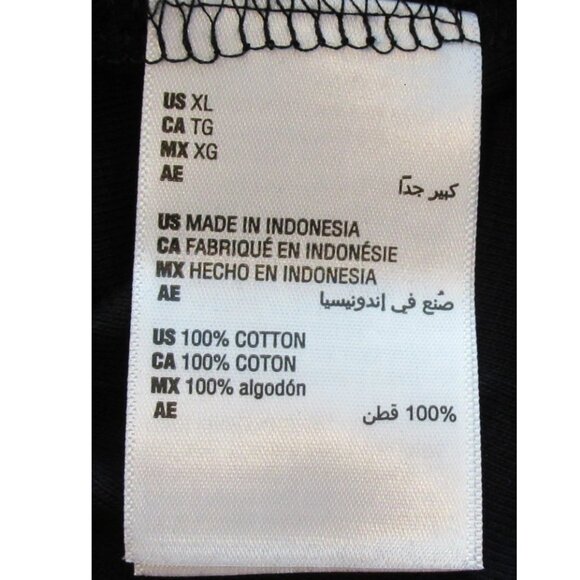 US XL
CA TG
MX XG
AE كبير جداً
US MADE IN INDONESIA
CA FABRIQUÉ EN INDONÉSIE
MX HECHO EN INDONESIA
AE صُنع في إندونيسيا
US 100% COTTON
CA 100% COTON
MX 100% algodón
AE 100% قطن